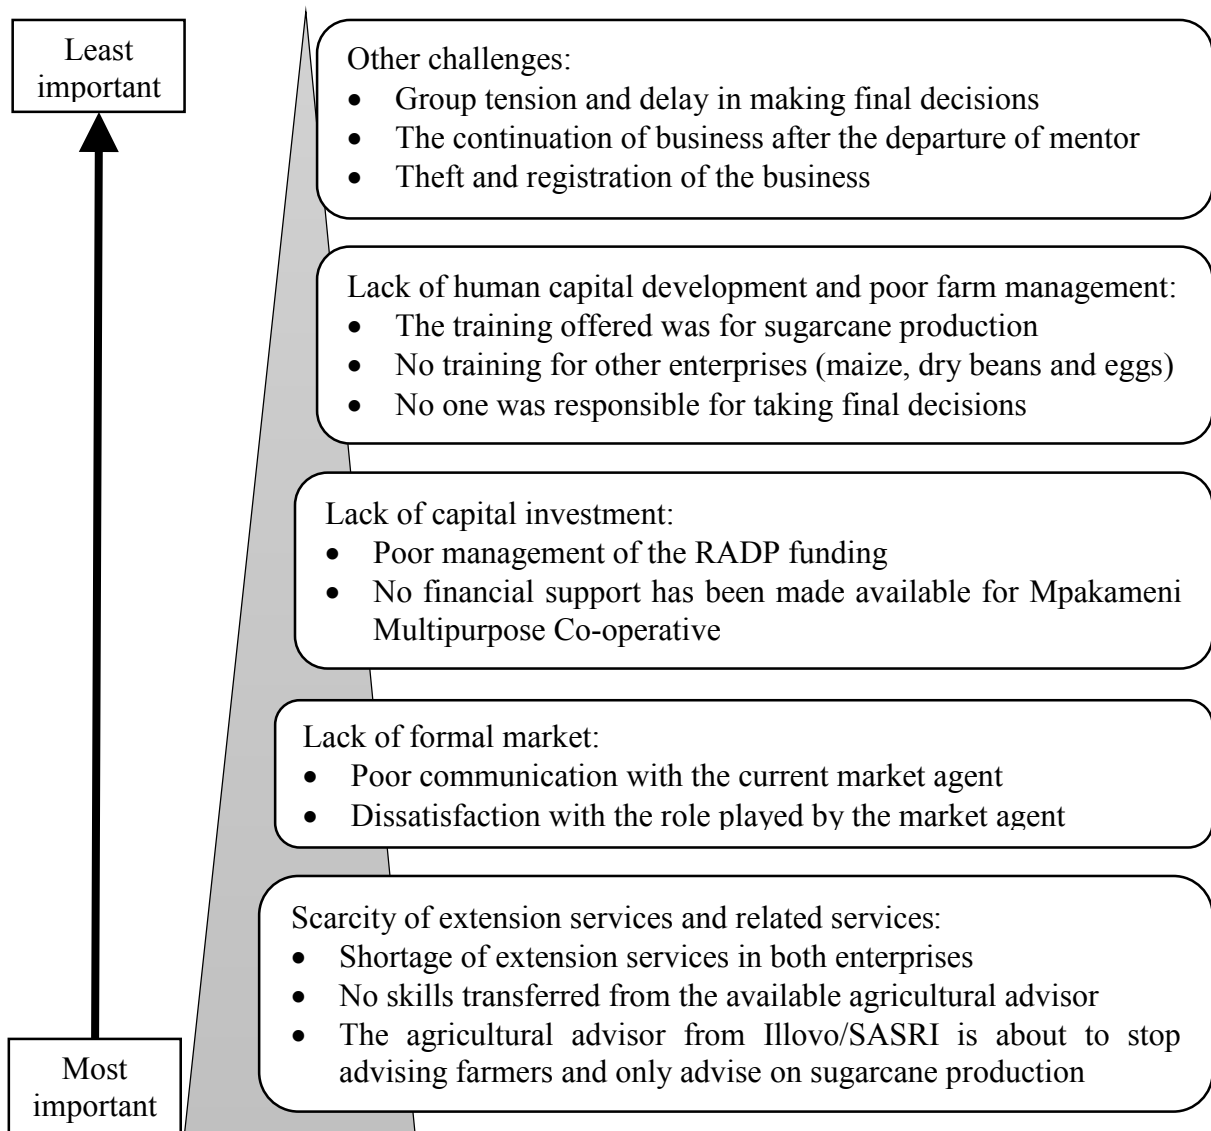 Least
important
Other challenges:
• Group tension and delay in making final decisions
• The continuation of business after the departure of mentor
• Theft and registration of the business
Lack of human capital development and poor farm management:
• The training offered was for sugarcane production
• No training for other enterprises (maize, dry beans and eggs)
• No one was responsible for taking final decisions
Lack of capital investment:
• Poor management of the RADP funding
• No financial support has been made available for Mpakameni
Multipurpose Co-operative
Lack of formal market:
• Poor communication with the current market agent
• Dissatisfaction with the role played by the market agent
Scarcity of extension services and related services:
• Shortage of extension services in both enterprises
• No skills transferred from the available agricultural advisor
• The agricultural advisor from Illovo/SASRI is about to stop
advising farmers and only advise on sugarcane production
Most
important